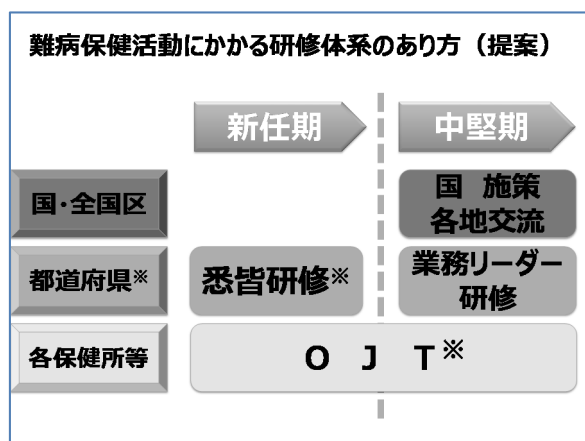 難病保健活動にかかる研修体系のあり方（提案）
新任期
中堅期
国・全国区
国　施策
各地交流
都道府県※
悉皆研修※
業務リーダー
研修
各保健所等
Ｏ　Ｊ　Ｔ※